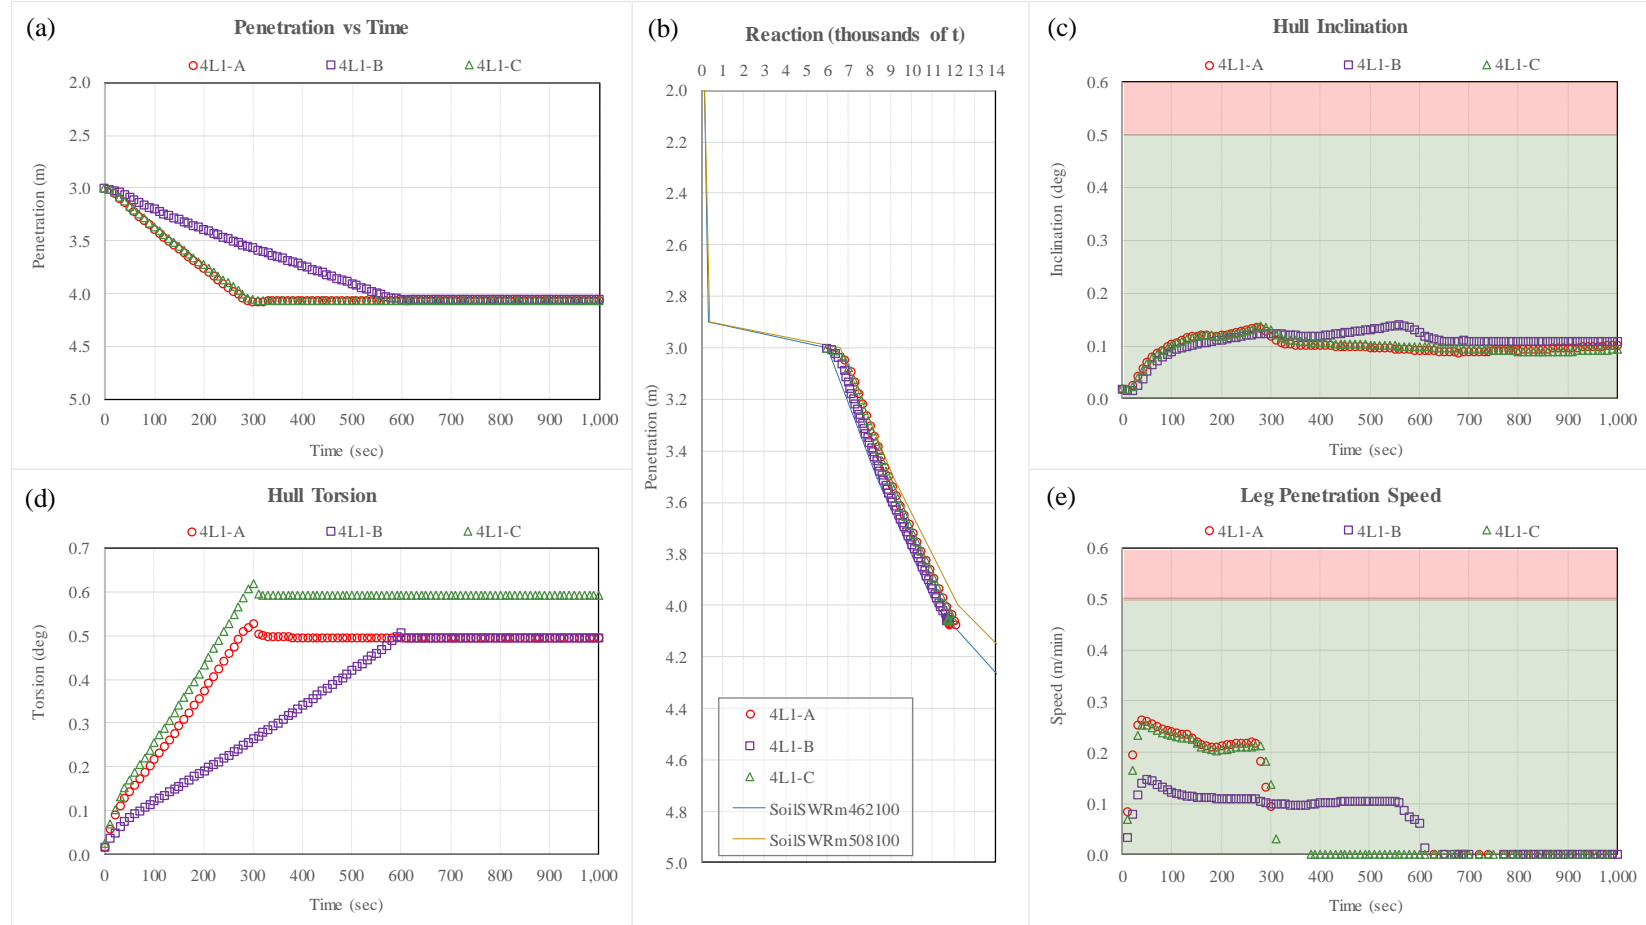 (a)
Penetration vs Time
4L1-A 4L1-B 4L1-C
2.0
2.5
3.0
3.5
4.0
4.5
5.0
Penetration (m)
0 100 200 300 400 500 600 700 800 900 1,000
Time (sec)
(b)
Reaction (thousands of t)
0 1 2 3 4 5 6 7 8 9 10 11 12 13 14
2.0
2.2
2.4
2.6
2.8
3.0
3.2
3.4
3.6
3.8
4.0
4.2
4.4
4.6
4.8
5.0
Penetration (m)
4L1-A
4L1-B
4L1-C
SoilSWRm462100
SoilSWRm508100
(c)
Hull Inclination
4L1-A 4L1-B 4L1-C
0.6
0.5
0.4
0.3
0.2
0.1
0.0
Inclination (deg)
0 100 200 300 400 500 600 700 800 900 1,000
Time (sec)
(d)
Hull Torsion
4L1-A 4L1-B 4L1-C
0.7
0.6
0.5
0.4
0.3
0.2
0.1
0.0
Torsion (deg)
0 100 200 300 400 500 600 700 800 900 1,000
Time (sec)
(e)
Leg Penetration Speed
4L1-A 4L1-B 4L1-C
0.6
0.5
0.4
0.3
0.2
0.1
0.0
Speed (m/min)
0 100 200 300 400 500 600 700 800 900 1,000
Time (sec)